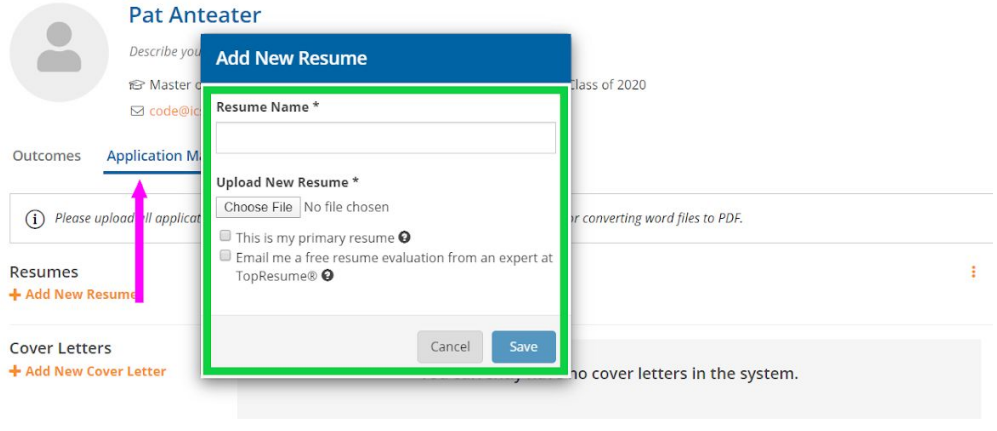 Pat Anteater
Describe you
Add New Resume
Master o
Class of 2020
code@ic
Resume Name *
Outcomes
Application Ma
Upload New Resume *
Choose File No file chosen
Please upload all applicat
or converting word files to PDF.
This is my primary resume
Email me a free resume evaluation from an expert at
TopResume®
Resumes
+ Add New Resume
Cancel Save
Cover Letters
+ Add New Cover Letter
no cover letters in the system.